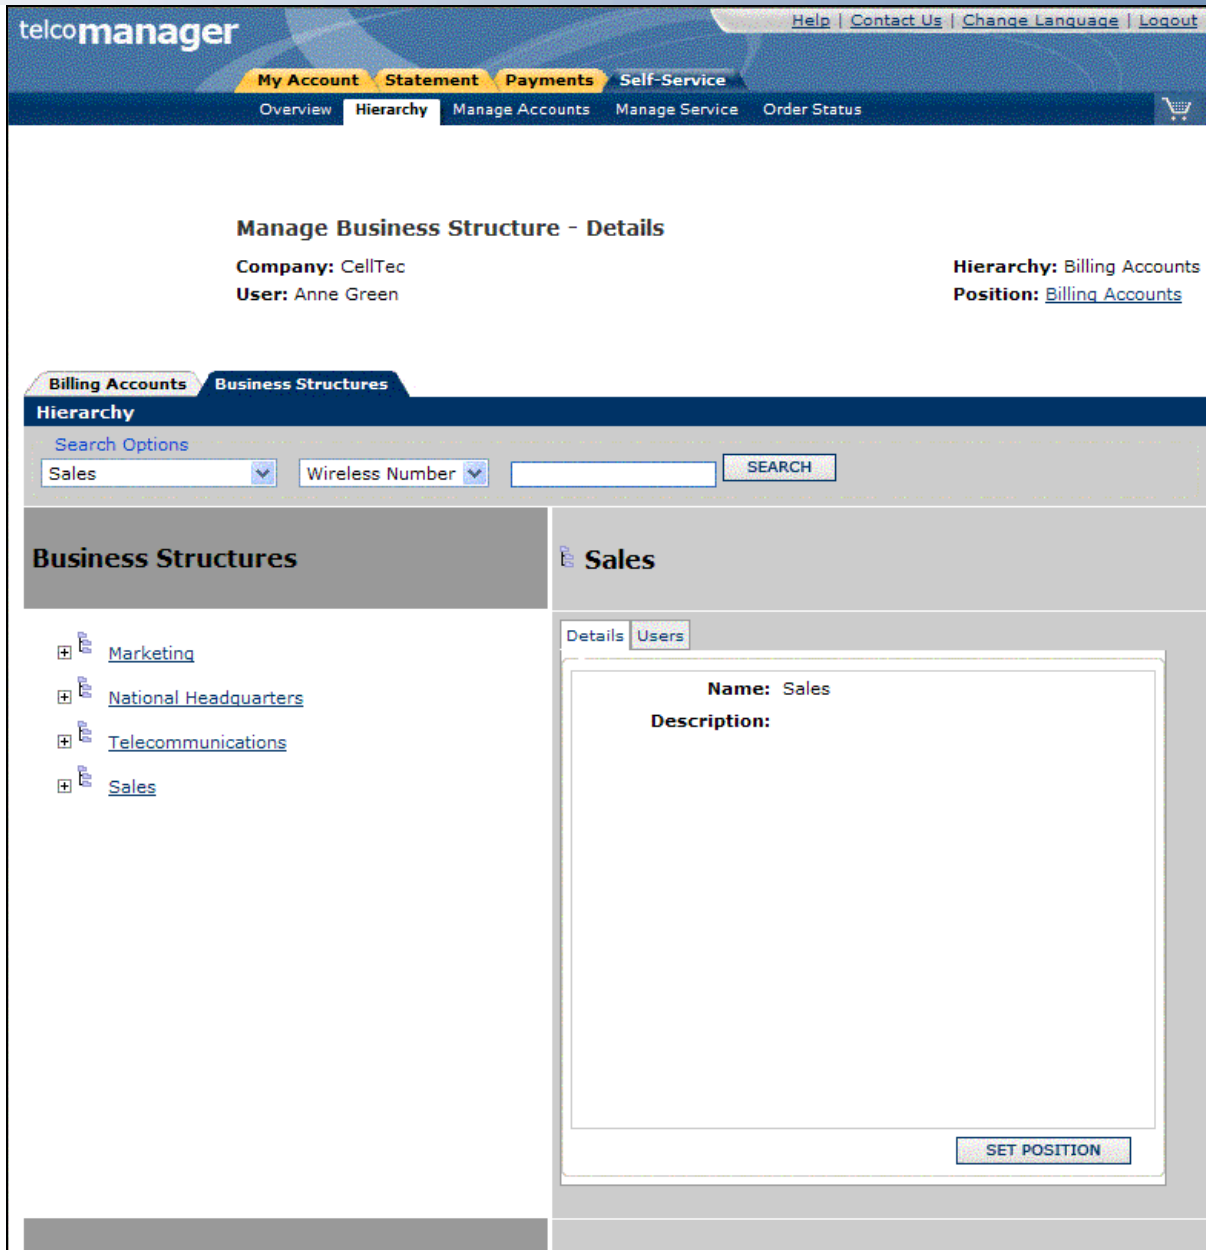 telcomanager
Help | Contact Us | Change Language | Logout
My Account Statement Payments Self-Service
Overview Hierarchy Manage Accounts Manage Service Order Status
Manage Business Structure - Details
Company: CellTec
Hierarchy: Billing Accounts
User: Anne Green
Position: Billing Accounts
Billing Accounts Business Structures
Hierarchy
Search Options
Sales Wireless Number SEARCH
Business Structures
Sales
Details Users
Marketing
National Headquarters
Telecommunications
Sales
Name: Sales
Description:
SET POSITION